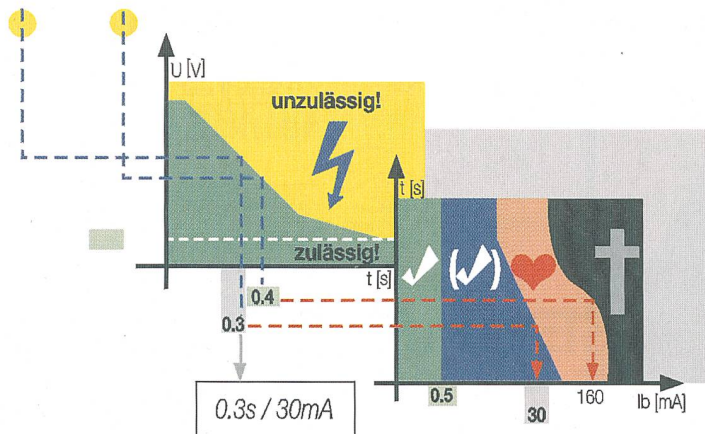 U [V]
unzulässig!
t [s]
zulässig!
t [s]
0.4
0.3
0.5
30
160
Ib [mA]
0.3s / 30mA